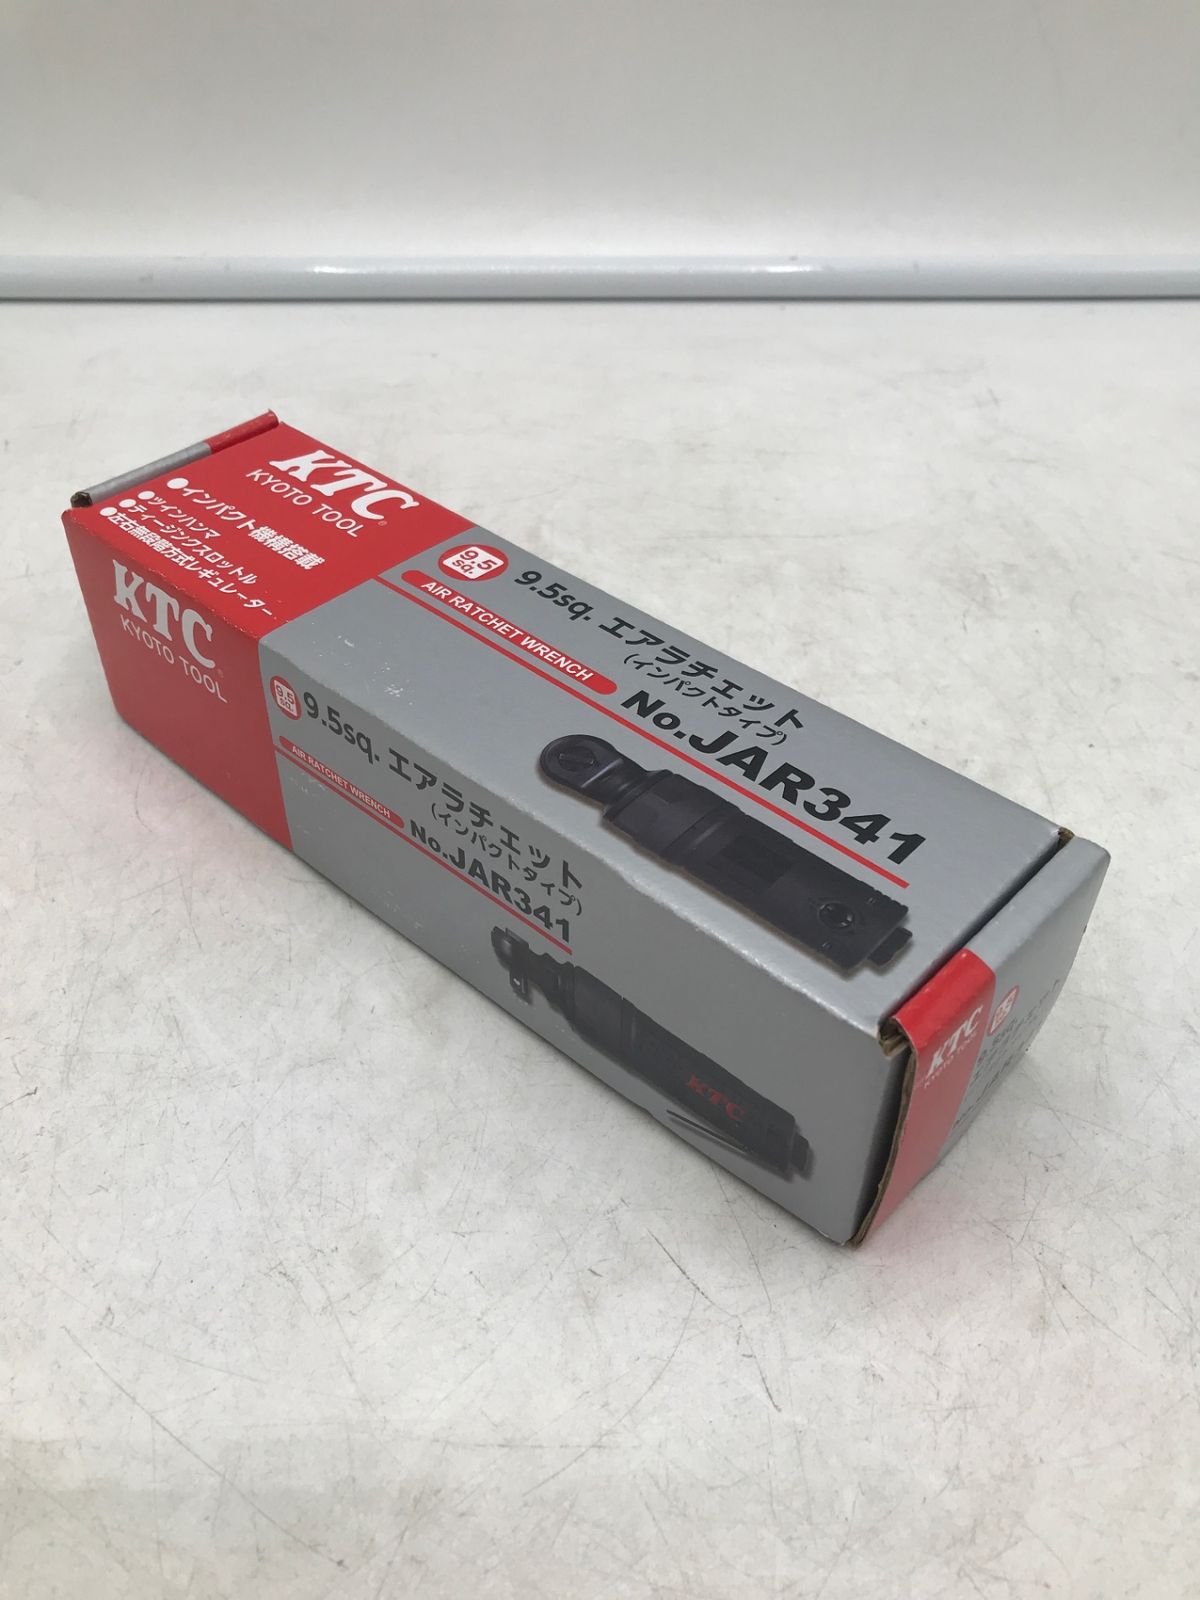 KTC
KYOTO TOOL
●インパクト機構搭載
●ツインハンマ
●ティージングスロットル
●左右無段階方式レギュレーター
9.5 sq.
9.5sq. エアラチェット
(インパクトタイプ)
AIR RATCHET WRENCH
No.JAR341
KTC
KYOTO TOOL
9.5 sq.
9.5sq. エアラチェット
(インパクトタイプ)
AIR RATCHET WRENCH
No.JAR341
KTC
KTC
KYOTO TOOL